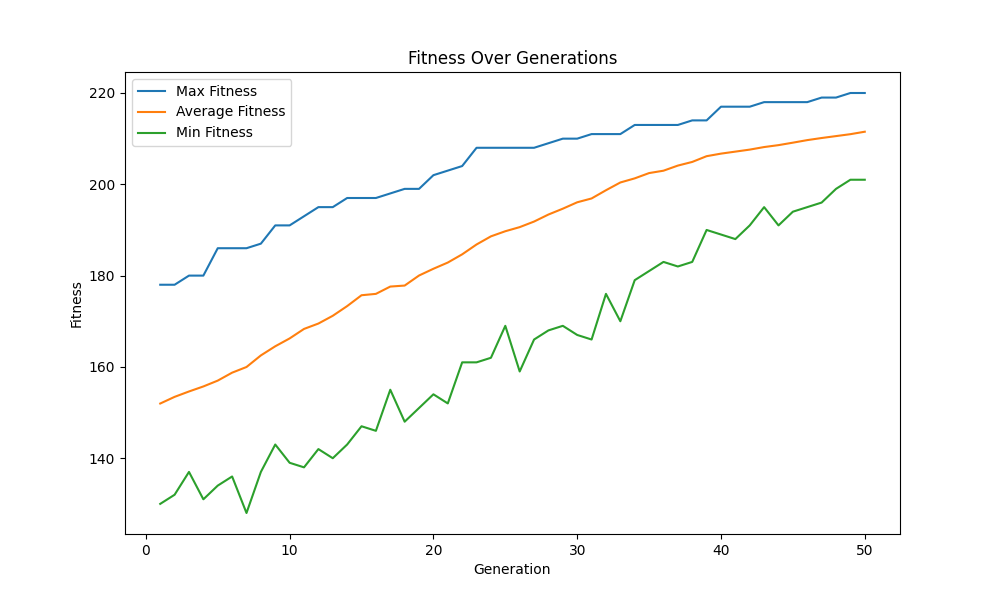 Fitness Over Generations
Max Fitness
Average Fitness
Min Fitness
Fitness
220
200
180
160
140
0 10 20 30 40 50
Generation